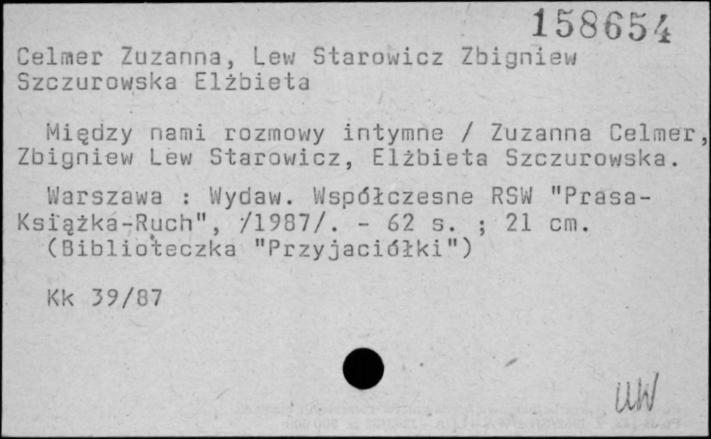 158654
Celmer Zuzanna, Lew Starowicz Zbigniew
Szczurowska Elżbieta
Między nami rozmowy intymne / Zuzanna Celmer,
Zbigniew Lew Starowicz, Elżbieta Szczurowska.
Warszawa : Wydaw. Współczesne RSW "Prasa-
Książka-Ruch", /1987/. - 62 s. ; 21 cm.
(Biblioteczka "Przyjaciółki")
Kk 39/87
UW